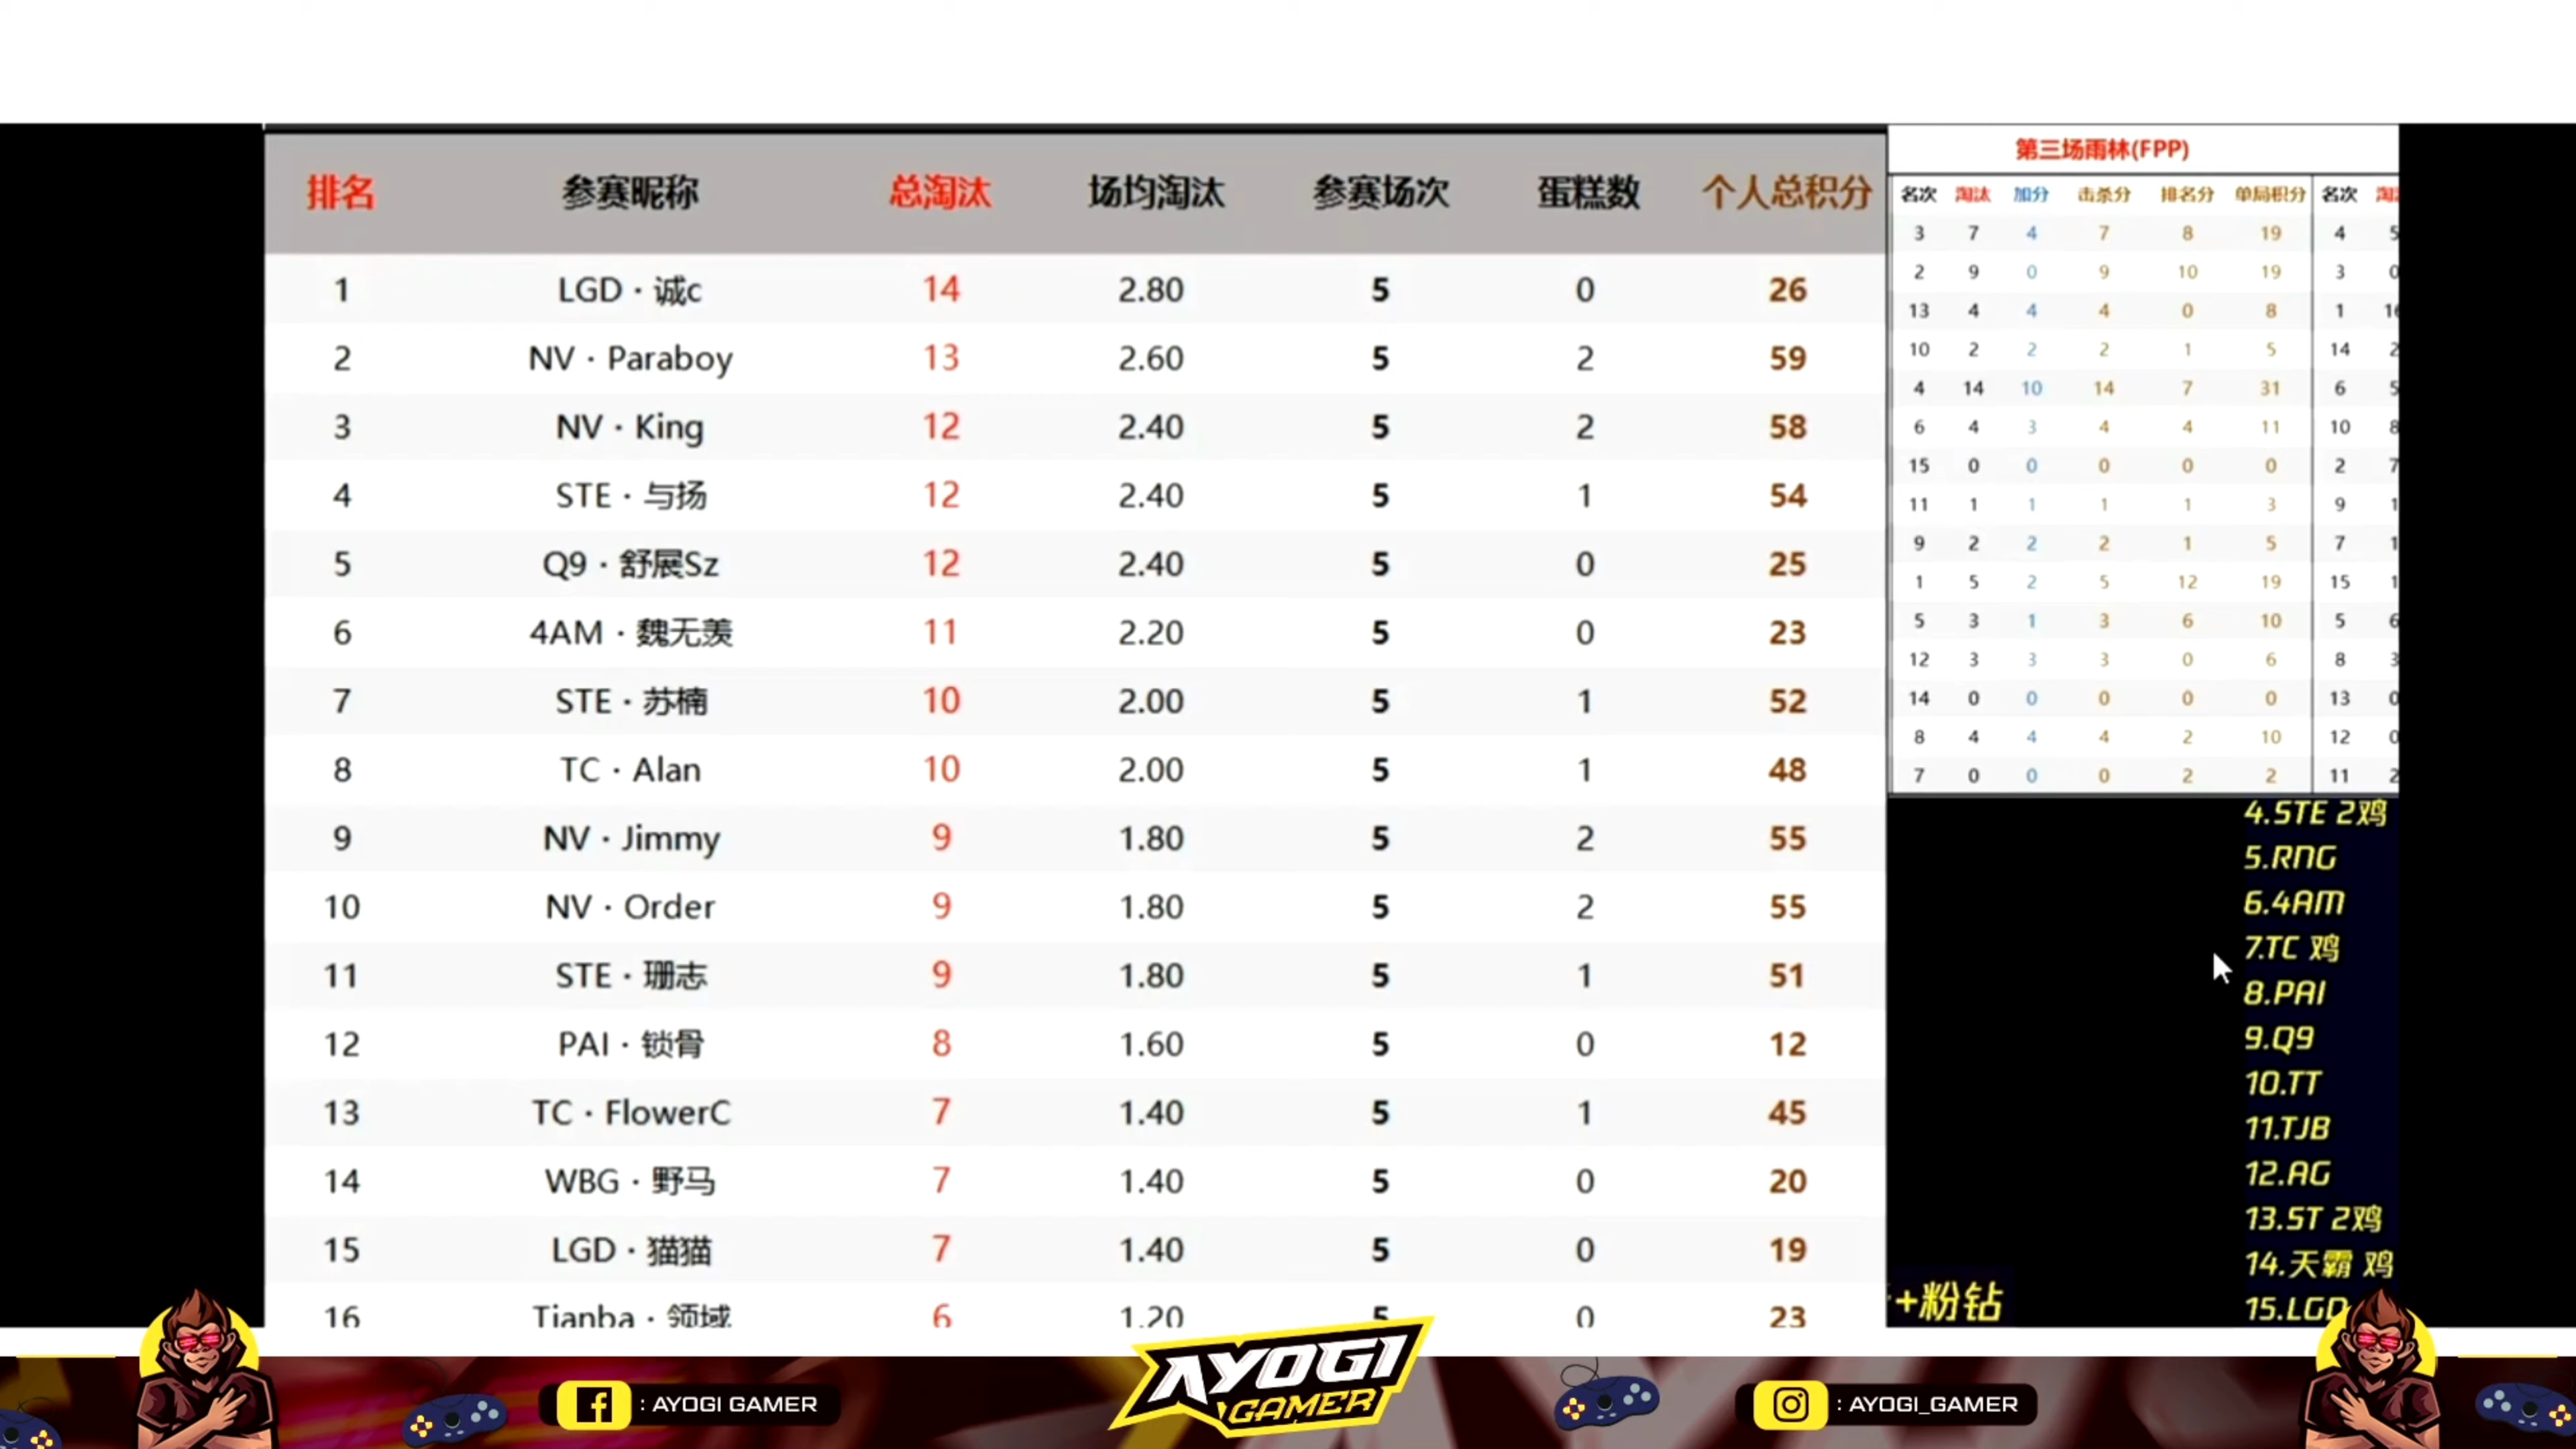 排名 参赛昵称 总淘汰 场均淘汰 参赛场次 蛋糕数 个人总积分
1 LGD · 诚c 14 2.80 5 0 26
2 NV · Paraboy 13 2.60 5 2 59
3 NV · King 12 2.40 5 2 58
4 STE · 与扬 12 2.40 5 1 54
5 Q9 · 舒展Sz 12 2.40 5 0 25
6 4AM · 魏无羡 11 2.20 5 0 23
7 STE · 苏楠 10 2.00 5 1 52
8 TC · Alan 10 2.00 5 1 48
9 NV · Jimmy 9 1.80 5 2 55
10 NV · Order 9 1.80 5 2 55
11 STE · 珊志 9 1.80 5 1 51
12 PAI · 锁骨 8 1.60 5 0 12
13 TC · FlowerC 7 1.40 5 1 45
14 WBG · 野马 7 1.40 5 0 20
15 LGD · 猫猫 7 1.40 5 0 19
16 Tianba · 领域 6 1.20 5 0 23
第三场雨林(FPP)
名次 淘汰 加分 击杀分 排名分 单局积分 名次
3 7 4 7 8 19 4 5
2 9 0 9 10 19 3 0
13 4 4 4 0 8 1
10 2 2 2 1 5 14 2
4 14 10 14 7 31 6 5
6 4 3 4 4 11 10 8
15 0 0 0 0 0 2 7
11 1 1 1 1 3 9 1
9 2 2 2 1 5 7 1
1 5 2 5 12 19 15 1
5 3 1 3 6 10 5 6
12 3 3 3 0 6 8 3
14 0 0 0 0 0 13 0
8 4 4 4 2 10 12 0
7 0 0 0 2 2 11 2
4.STE 2鸡
5.RNG
6.4AM
7.TC 鸡
8.PAI
9.Q9
10.TT
11.TJB
12.AG
13.ST 2鸡
14.天霸 鸡
15.LGD
+粉钻
: AYOGI GAMER
AYOGI
GAMER
: AYOGI_GAMER